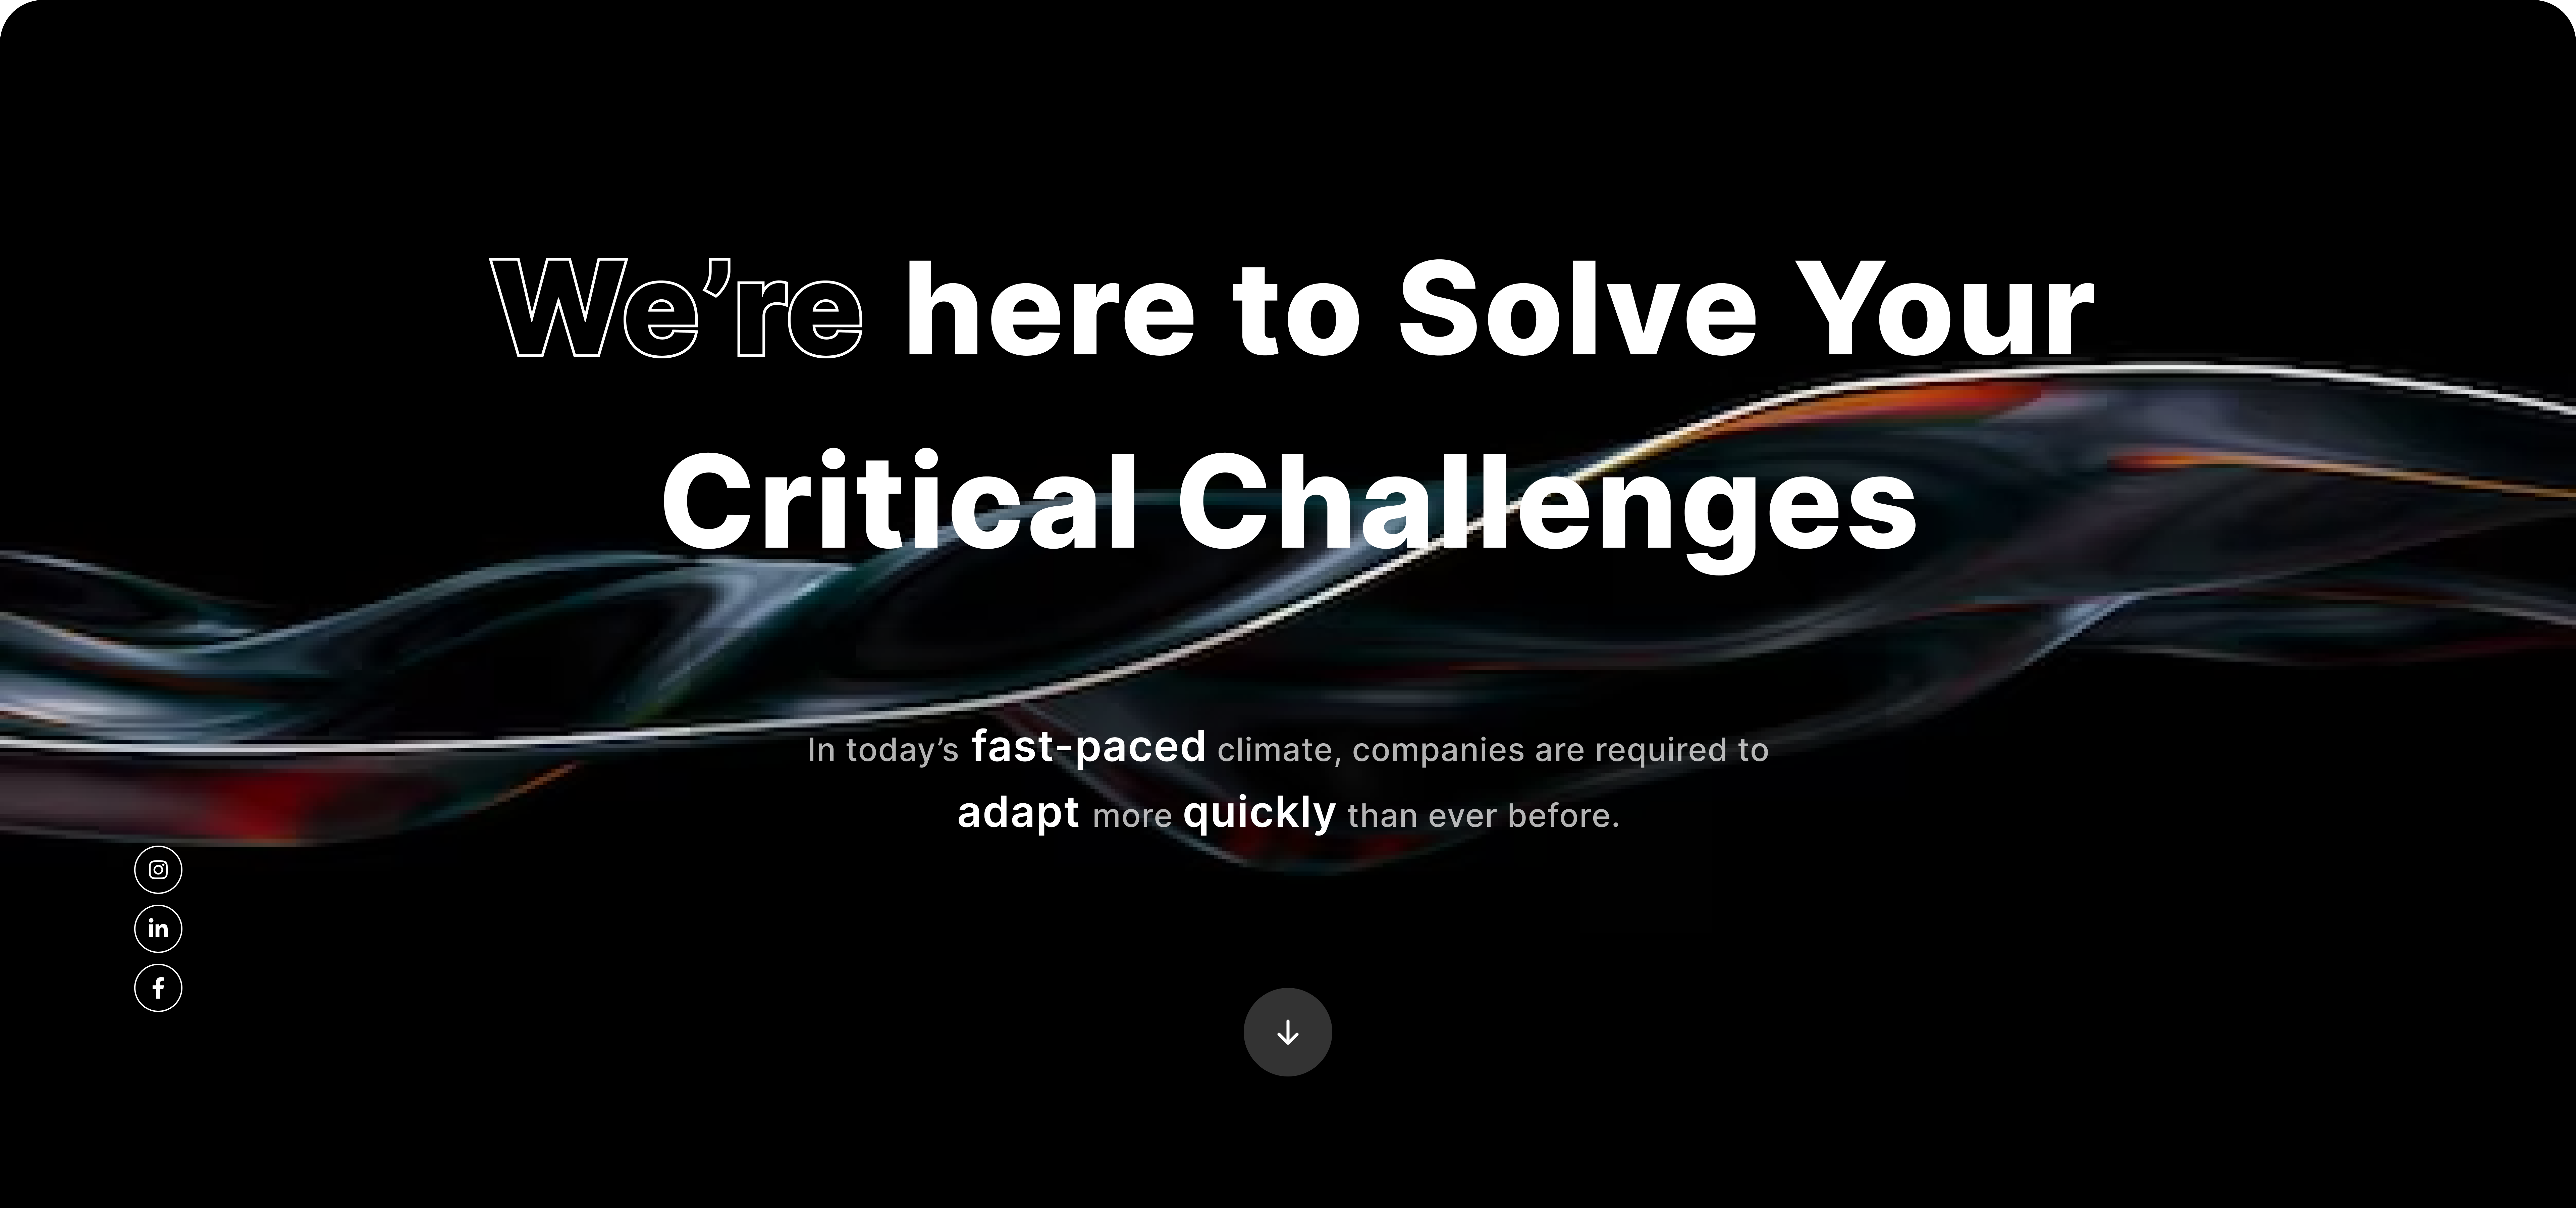 We’re here to Solve Your
Critical Challenges
In today’s fast-paced climate, companies are required to
adapt more quickly than ever before.
in
f